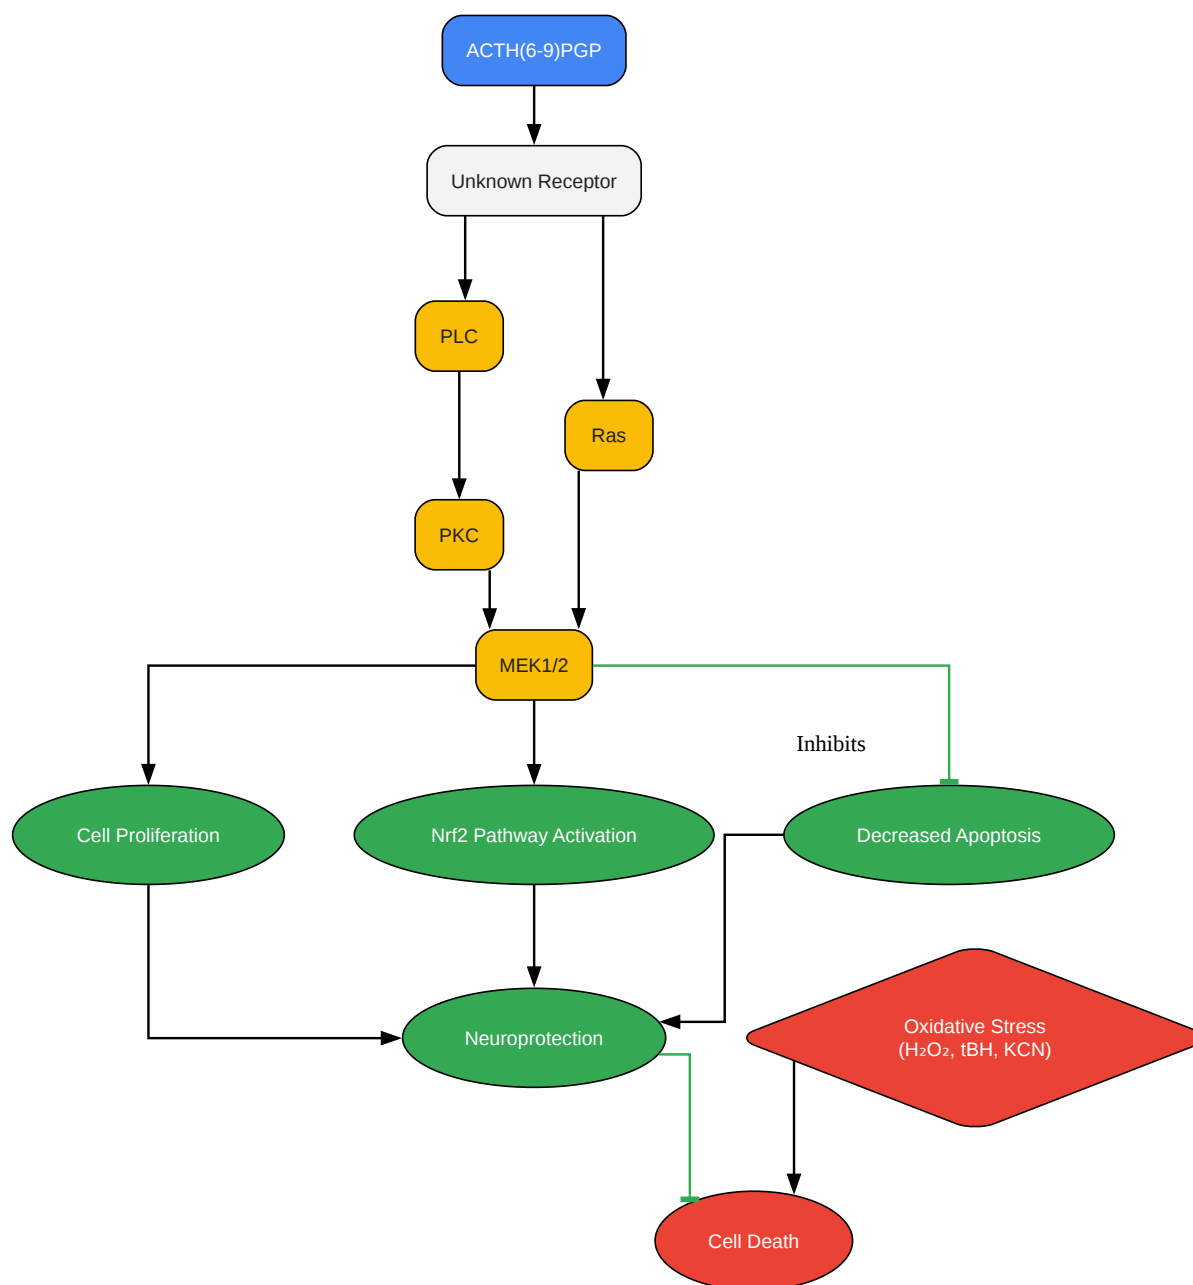 ACTH(6-9)PGP
Unknown Receptor
PLC
Ras
PKC
MEK1/2
Inhibits
Cell Proliferation
Nrf2 Pathway Activation
Decreased Apoptosis
Neuroprotection
Oxidative Stress
(H₂O₂, tBH, KCN)
Cell Death